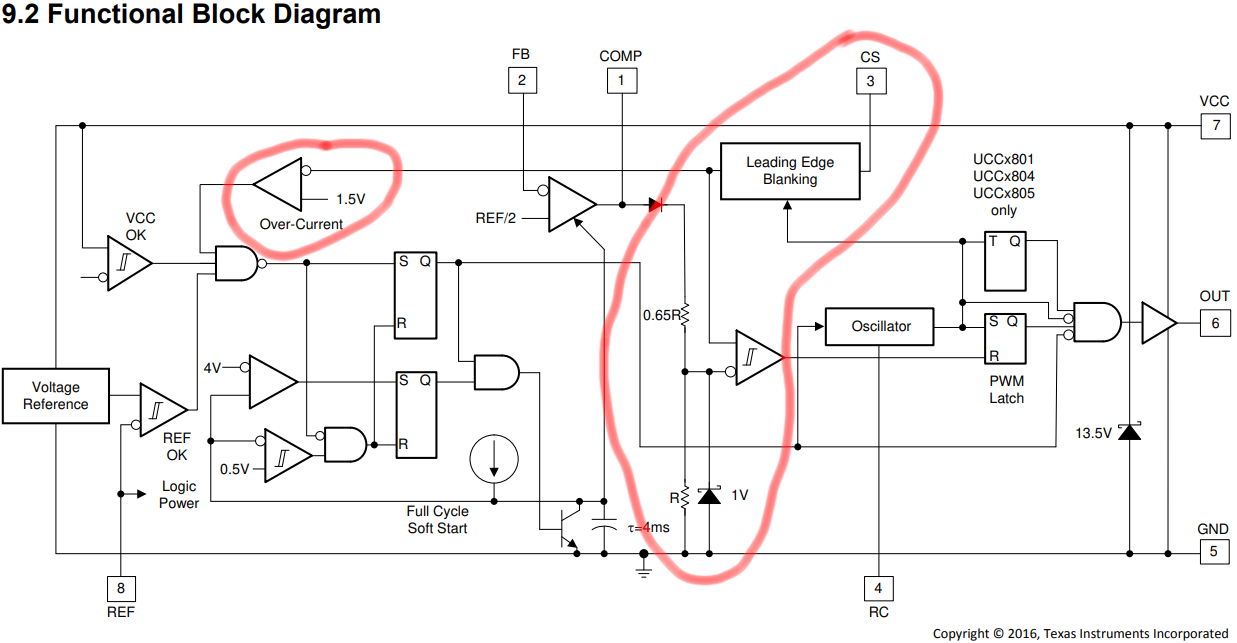 9.2 Functional Block Diagram
FB
COMP
CS
2
1
3
VCC
7
Leading Edge
Blanking
UCCx801
UCCx804
UCCx805
only
1.5V
Over-Current
REF/2
VCC
OK
T Q
S Q
R
0.65R
Oscillator
OUT
6
S Q
R
PWM
Latch
4V
Voltage
Reference
S Q
R
REF
OK
0.5V
13.5V
Logic
Power
Full Cycle
Soft Start
R
1V
τ=4ms
GND
5
8
REF
4
RC
Copyright © 2016, Texas Instruments Incorporated